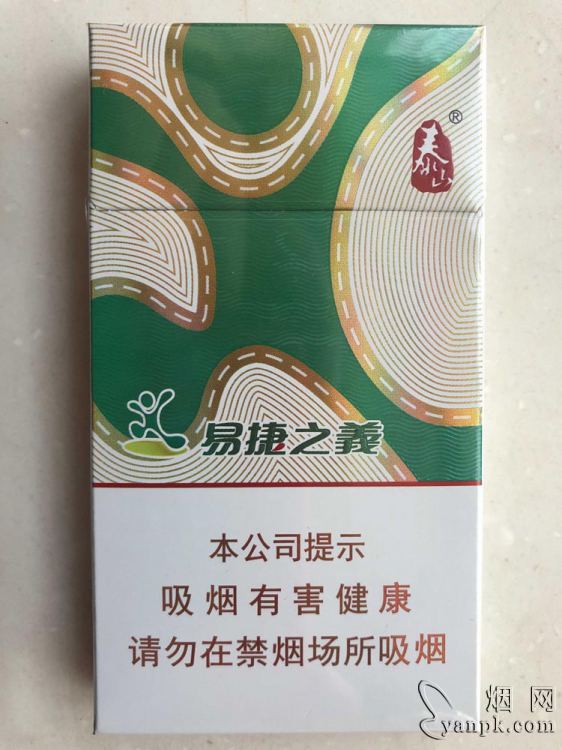 泰山
®
易捷之義
本公司提示
吸烟有害健康
请勿在禁烟场所吸烟
烟网
yanpk.com